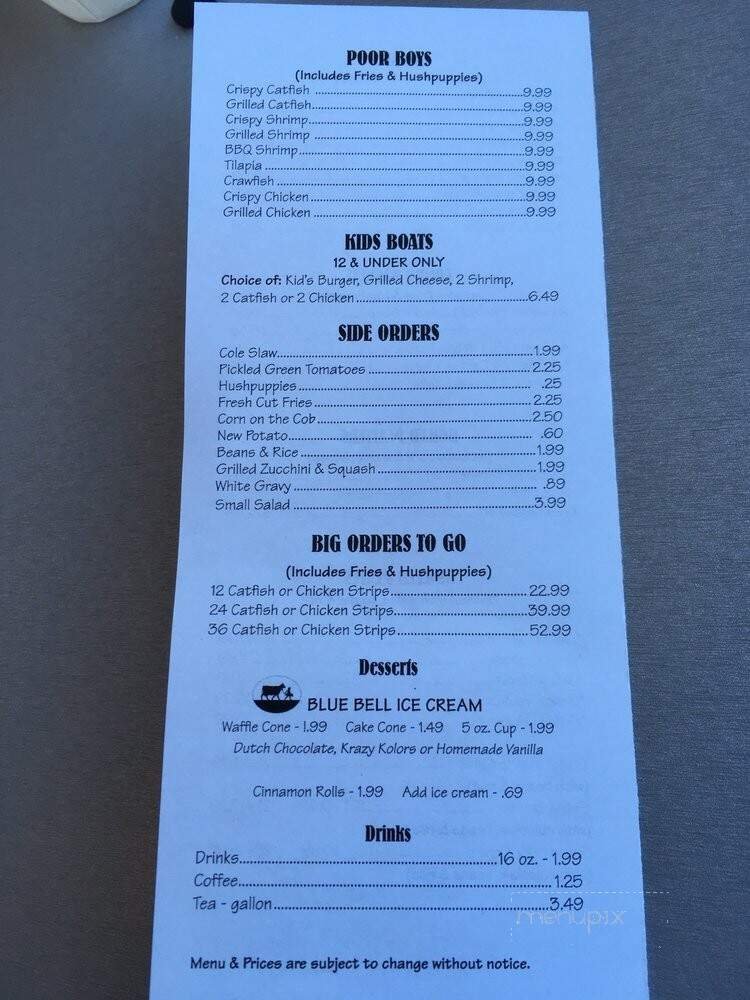 POOR BOYS
(Includes Fries & Hushpuppies)
Crispy Catfish ..........9.99
Grilled Catfish..........9.99
Crispy Shrimp..........9.99
Grilled Shrimp ..........9.99
BBQ Shrimp..........9.99
Tilapia ..........9.99
Crawfish ..........9.99
Crispy Chicken..........9.99
Grilled Chicken ..........9.99
KIDS BOATS
12 & UNDER ONLY
Choice of: Kid's Burger, Grilled Cheese, 2 Shrimp,
2 Catfish or 2 Chicken..........6.49
SIDE ORDERS
Cole Slaw..........1.99
Pickled Green Tomatoes ..........2.25
Hushpuppies.......... .25
Fresh Cut Fries..........2.25
Corn on the Cob..........2.50
New Potato.......... .60
Beans & Rice ..........1.99
Grilled Zucchini & Squash ..........1.99
White Gravy .......... .89
Small Salad ..........3.99
BIG ORDERS TO GO
(Includes Fries & Hushpuppies)
12 Catfish or Chicken Strips..........22.99
24 Catfish or Chicken Strips..........39.99
36 Catfish or Chicken Strips..........52.99
Desserts
BLUE BELL ICE CREAM
Waffle Cone - 1.99 Cake Cone - 1.49 5 oz. Cup - 1.99
Dutch Chocolate, Krazy Kolors or Homemade Vanilla
Cinnamon Rolls - 1.99 Add ice cream - .69
Drinks
Drinks..........16 oz. - 1.99
Coffee..........1.25
Tea - gallon..........3.49
menupix
Menu & Prices are subject to change without notice.